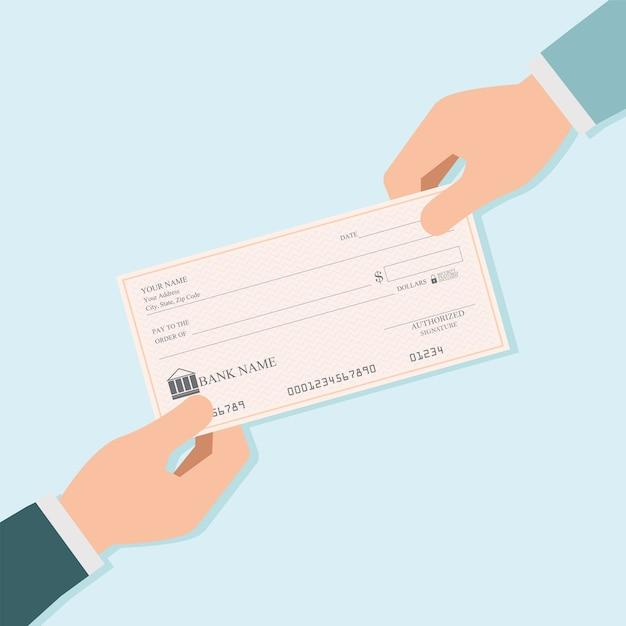 YOUR NAME
Your Address
City, State, Zip Code
DATE
PAY TO THE
ORDER OF
$
DOLLARS
AUTHORIZED
SIGNATURE
BANK NAME
56789 0001234567890 01234